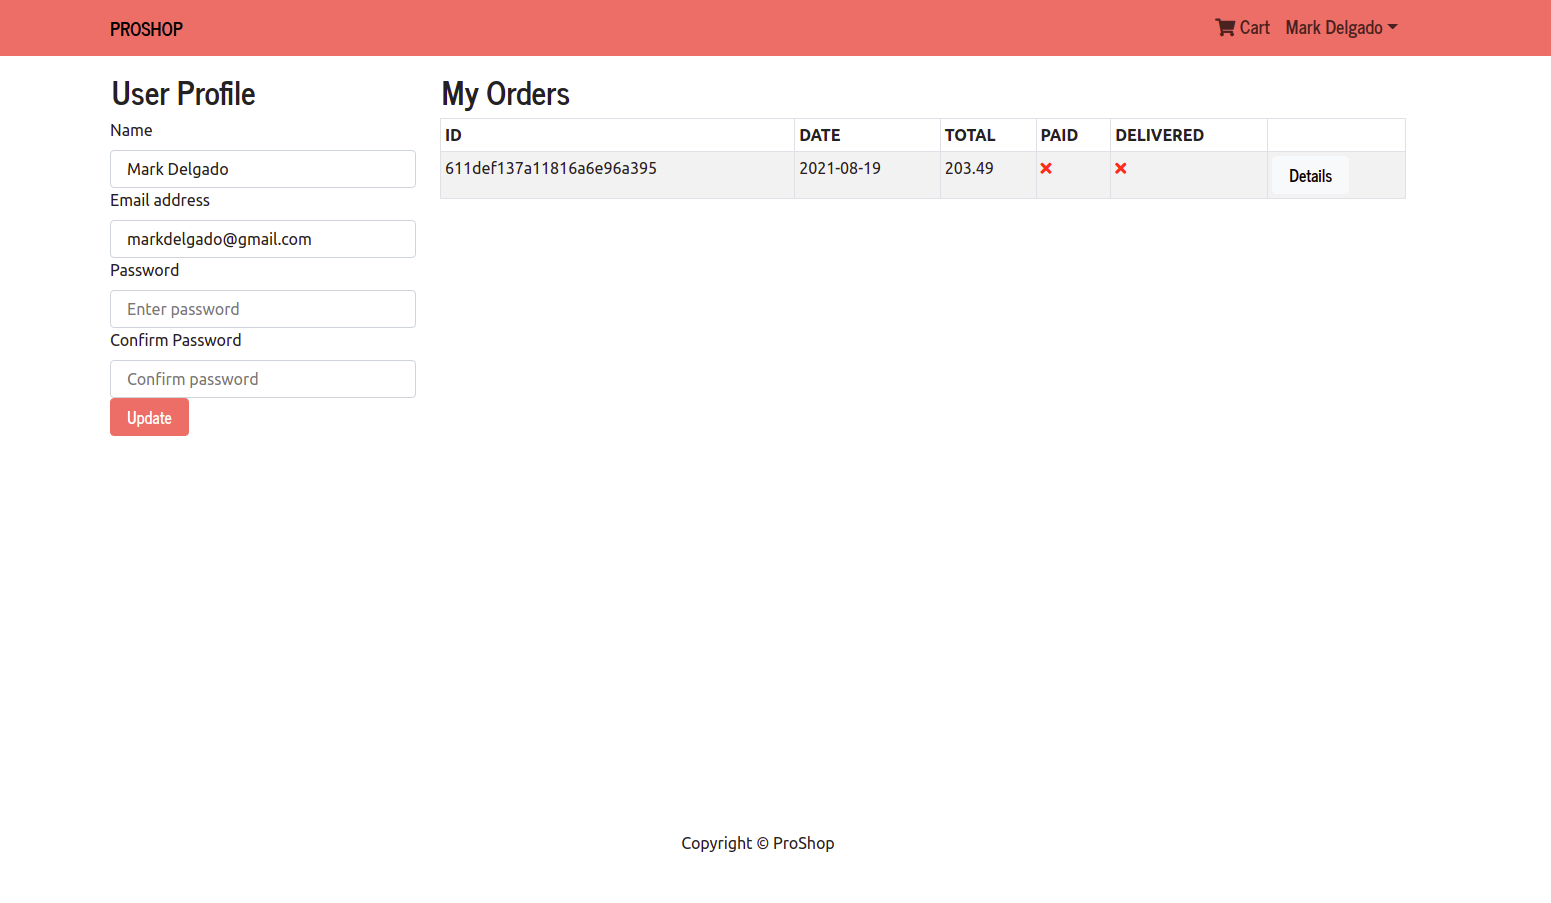 PROSHOP
Cart Mark Delgado
User Profile
Name
Mark Delgado
Email address
markdelgado@gmail.com
Password
Enter password
Confirm Password
Confirm password
Update
My Orders
ID DATE TOTAL PAID DELIVERED
611def137a11816a6e96a395 2021-08-19 203.49 Details
Copyright © ProShop